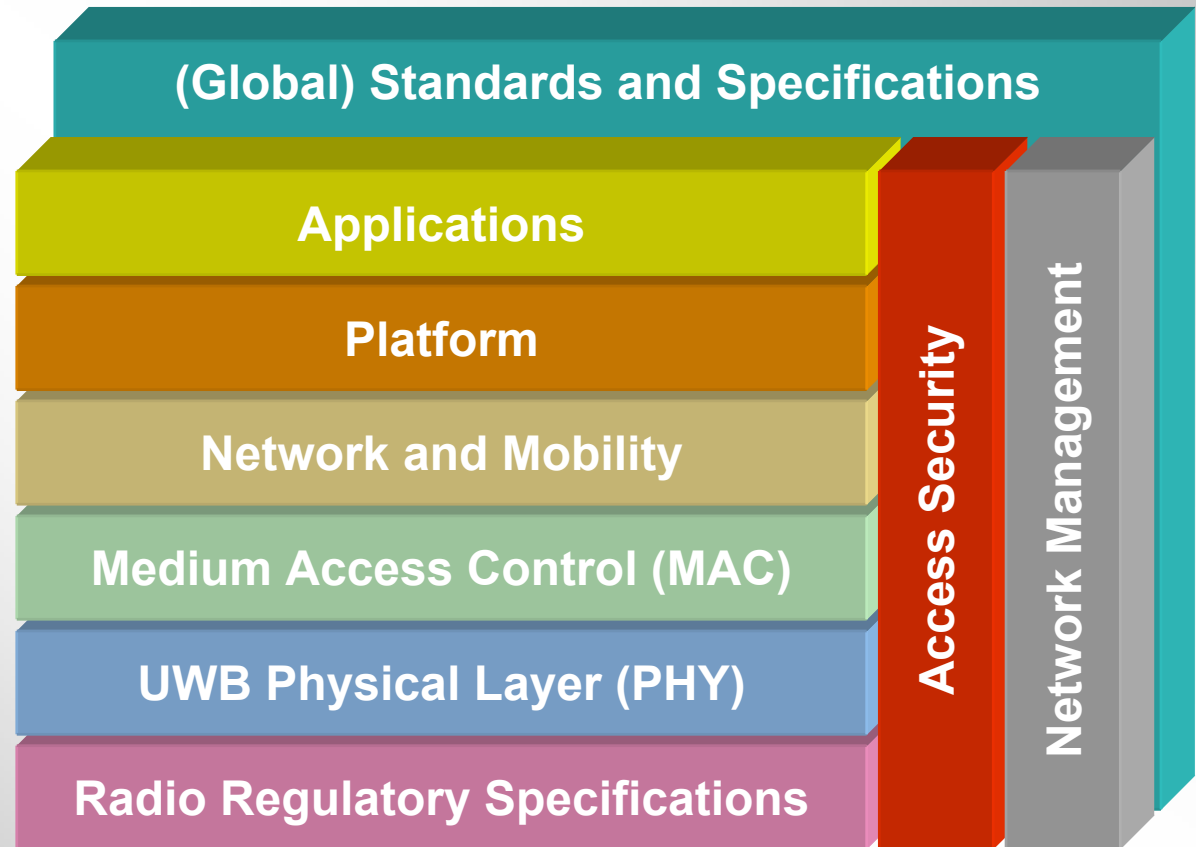 (Global) Standards and Specifications
Applications
Platform
Network and Mobility
Medium Access Control (MAC)
UWB Physical Layer (PHY)
Radio Regulatory Specifications
Access Security
Network Management